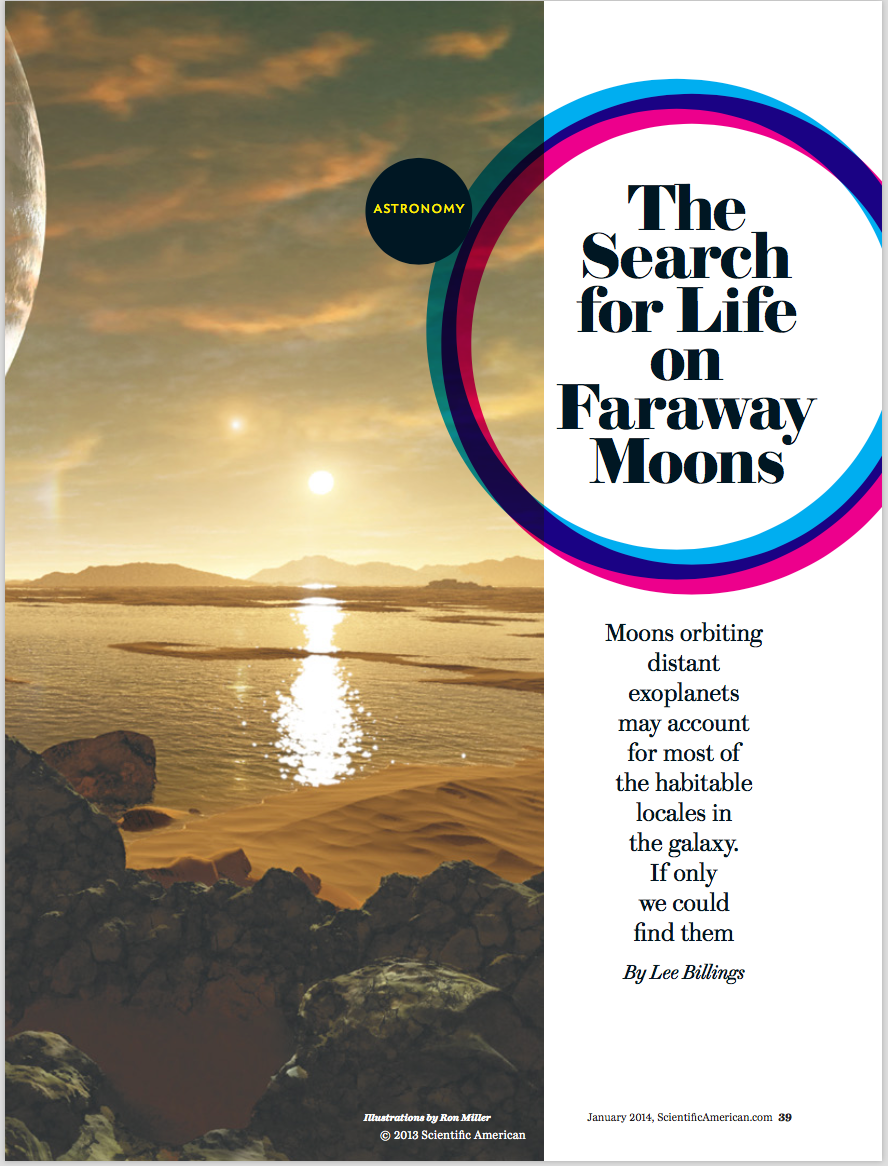 ASTRONOMY
The
Search
for Life
on
Faraway
Moons
Moons orbiting
distant
exoplanets
may account
for most of
the habitable
locales in
the galaxy.
If only
we could
find them
By Lee Billings
Illustrations by Ron Miller
© 2013 Scientific American
January 2014, ScientificAmerican.com 39